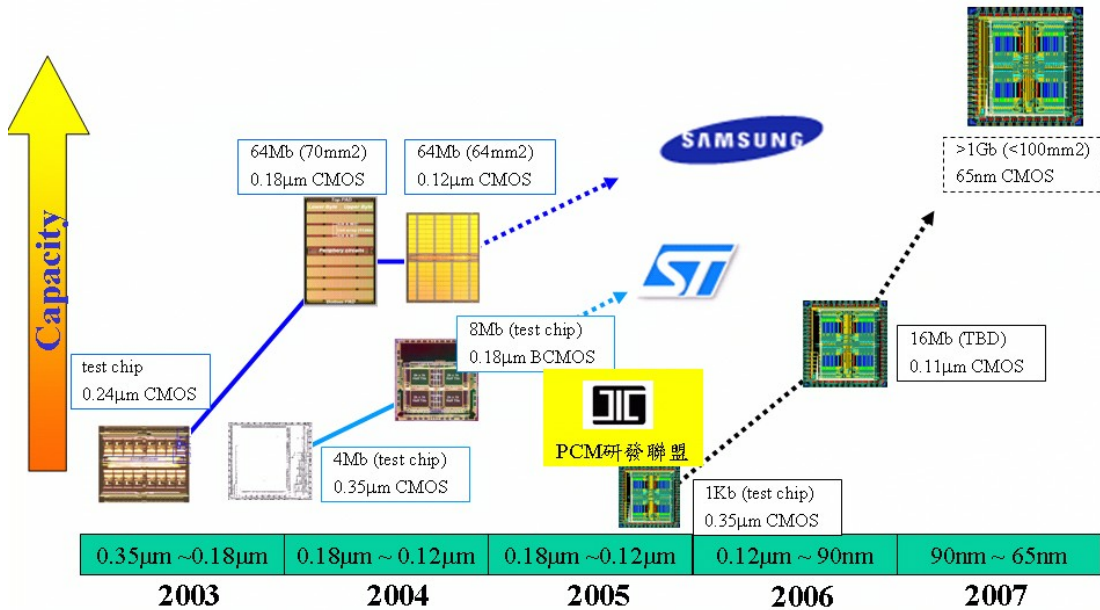 Capacity
>1Gb (<100mm2)
65nm CMOS
SAMSUNG
64Mb (70mm2)
0.18µm CMOS
64Mb (64mm2)
0.12µm CMOS
ST
8Mb (test chip)
0.18µm BCMOS
16Mb (TBD)
0.11µm CMOS
test chip
0.24µm CMOS
PCM研發聯盟
4Mb (test chip)
0.35µm CMOS
1Kb (test chip)
0.35µm CMOS
0.35µm ~0.18µm
0.18µm ~ 0.12µm
0.18µm ~0.12µm
0.12µm ~ 90nm
90nm ~ 65nm
2003
2004
2005
2006
2007